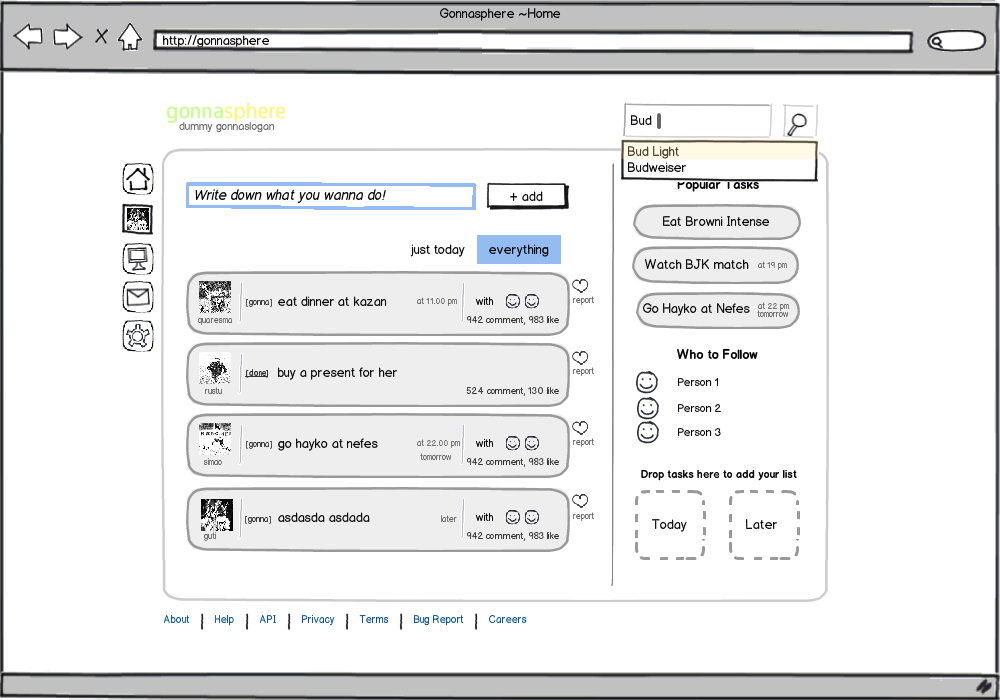 Gonnasphere ~Home
http://gonnasphere
gonnasphere
dummy gonnaslogan
Bud
Bud Light
Budweiser
Write down what you wanna do!
+ add
just today
everything
quaresma
[gonna] eat dinner at kazan
at 11.00 pm
with
942 comment, 983 like
report
rustu
[done] buy a present for her
524 comment, 130 like
report
simao
[gonna] go hayko at nefes
at 22.00 pm
tomorrow
with
942 comment, 983 like
report
guti
[gonna] asdasda asdada
later
with
942 comment, 983 like
report
Popular Tasks
Eat Browni Intense
Watch BJK match at 19 pm
Go Hayko at Nefes at 22 pm
tomorrow
Who to Follow
Person 1
Person 2
Person 3
Drop tasks here to add your list
Today
Later
About | Help | API | Privacy | Terms | Bug Report | Careers